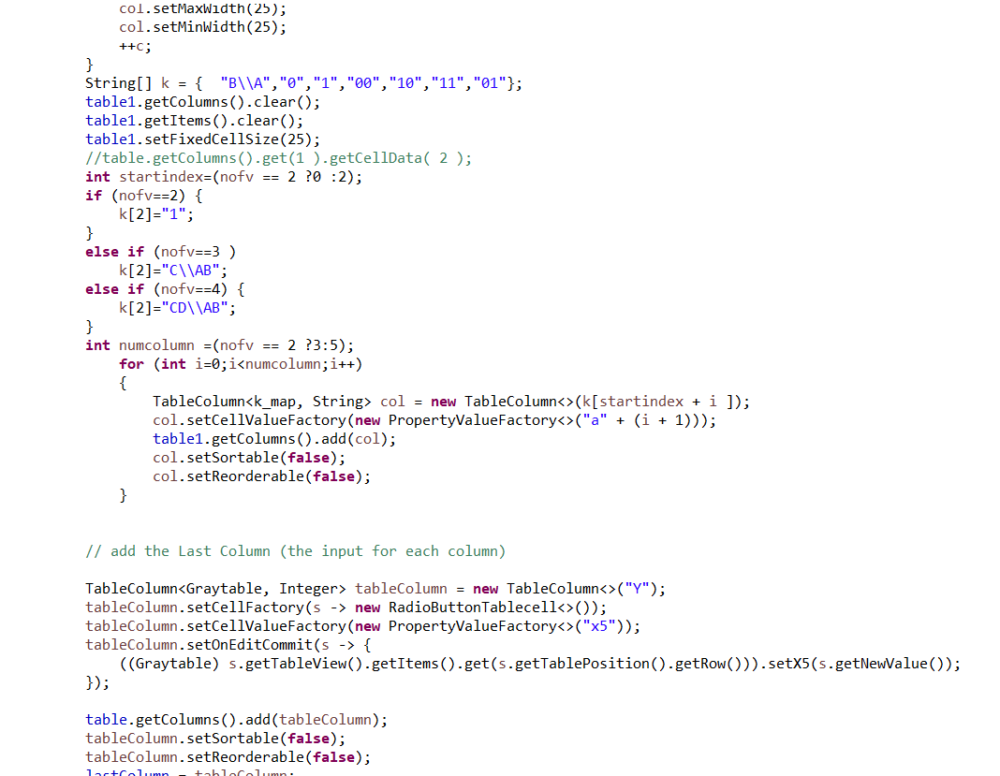 col.setMaxWidth(25);
col.setMinWidth(25);
++c;
}
String[] k = {  "B\\A","0","1","00","10","11","01"};
table1.getColumns().clear();
table1.getItems().clear();
table1.setFixedCellSize(25);
//table.getColumns().get(1 ).getCellData( 2 );
int startindex=(nofv == 2 ?0 :2);
if (nofv==2) {
k[2]="1";
}
else if (nofv==3 )
k[2]="C\\AB";
else if (nofv==4) {
k[2]="CD\\AB";
}
int numcolumn =(nofv == 2 ?3:5);
for (int i=0;i<numcolumn;i++)
{
TableColumn<k_map, String> col = new TableColumn<>(k[startindex + i ]);
col.setCellValueFactory(new PropertyValueFactory<>("a" + (i + 1)));
table1.getColumns().add(col);
col.setSortable(false);
col.setReorderable(false);
}
// add the Last Column (the input for each column)
TableColumn<Graytable, Integer> tableColumn = new TableColumn<>("Y");
tableColumn.setCellFactory(s -> new RadioButtonTablecell<>());
tableColumn.setCellValueFactory(new PropertyValueFactory<>("x5"));
tableColumn.setOnEditCommit(s -> {
((Graytable) s.getTableView().getItems().get(s.getTablePosition().getRow())).setX5(s.getNewValue());
});
table.getColumns().add(tableColumn);
tableColumn.setSortable(false);
tableColumn.setReorderable(false);
lastColumn = tableColumn;